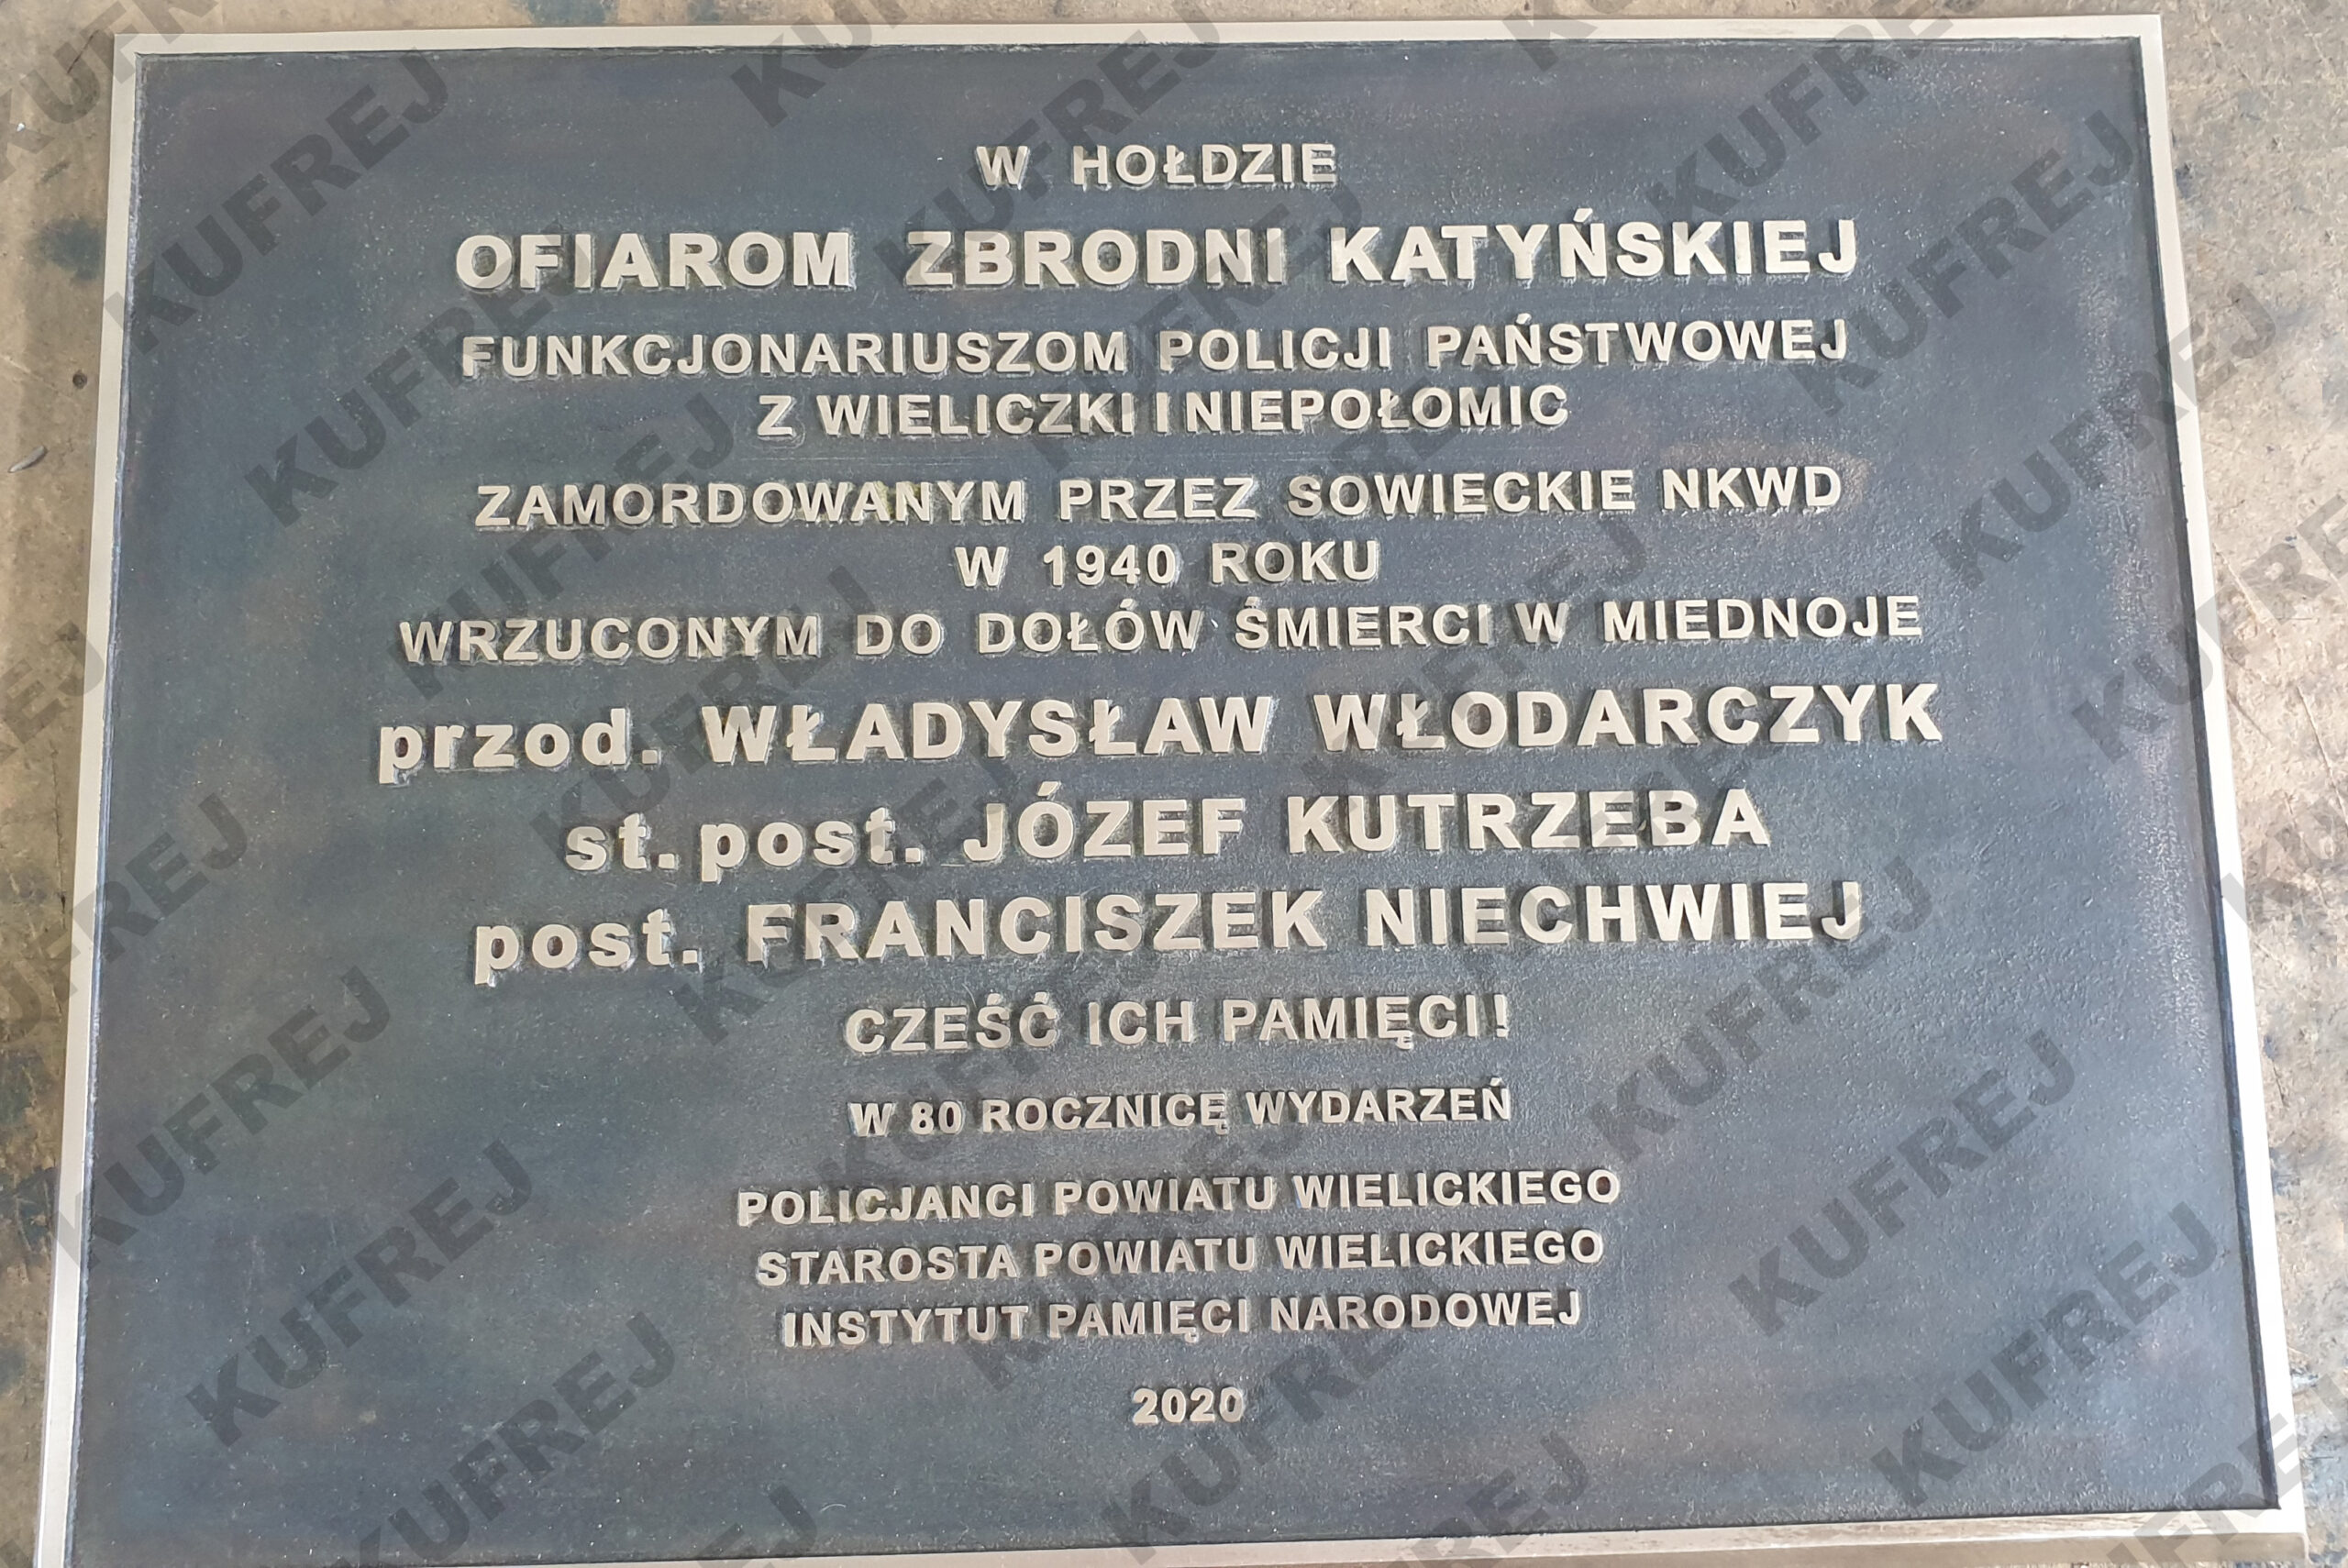 W HOŁDZIE
OFIAROM ZBRODNI KATYŃSKIEJ
FUNKCJONARIUSZOM POLICJI PAŃSTWOWEJ
Z WIELICZKI I NIEPOŁOMIC
ZAMORDOWANYM PRZEZ SOWIECKIE NKWD
W 1940 ROKU
WRZUCONYM DO DOŁÓW ŚMIERCI W MIEDNOJE
przod. WŁADYSŁAW WŁODARCZYK
st. post. JÓZEF KUTRZEBA
post. FRANCISZEK NIECHWIEJ
CZEŚĆ ICH PAMIĘCI!
W 80 ROCZNICĘ WYDARZEŃ
POLICJANCI POWIATU WIELICKIEGO
STAROSTA POWIATU WIELICKIEGO
INSTYTUT PAMIĘCI NARODOWEJ
2020
KUFREJ